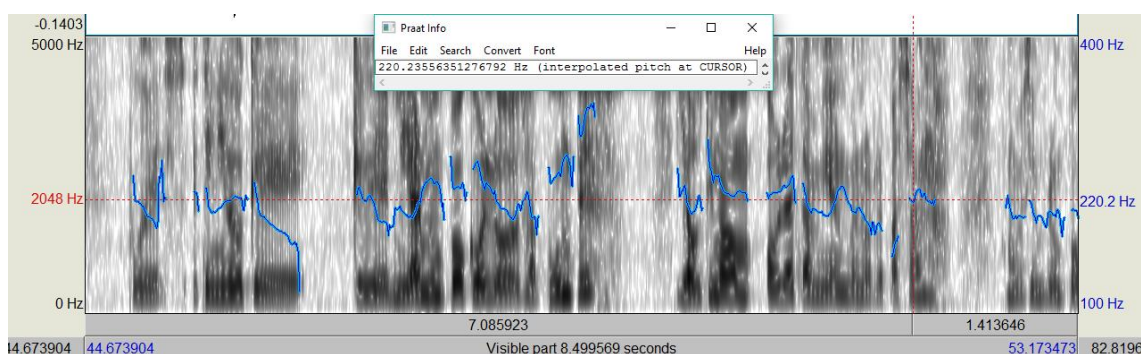 -0.1403
Praat Info
File Edit Search Convert Font Help
220.23556351276792 Hz (interpolated pitch at CURSOR)
5000 Hz
400 Hz
2048 Hz
220.2 Hz
0 Hz
100 Hz
7.085923
1.413646
44.673904
44.673904
Visible part 8.499569 seconds
53.173473
82.8196